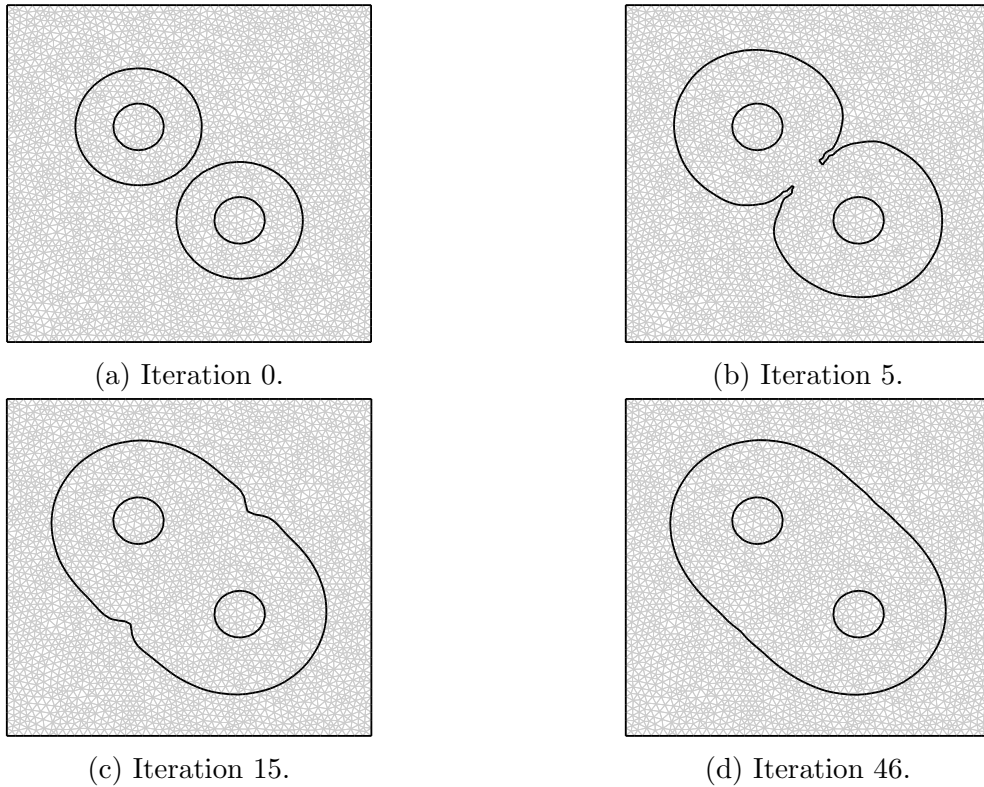 (a) Iteration 0.
(b) Iteration 5.
(c) Iteration 15.
(d) Iteration 46.